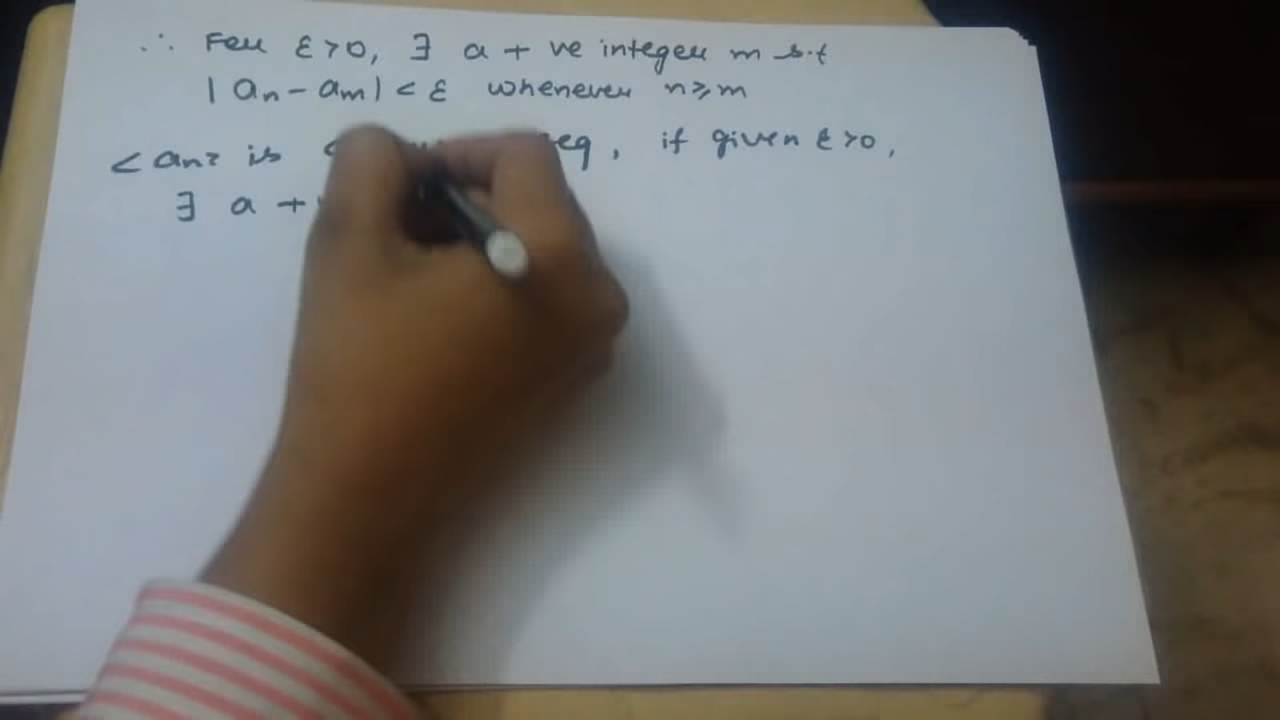 ∴ For ε>0, ∃ a + ve integer m s.t
|an - am| < ε whenever n≥m
<an> is seq, if given ε>0,
∃ a +